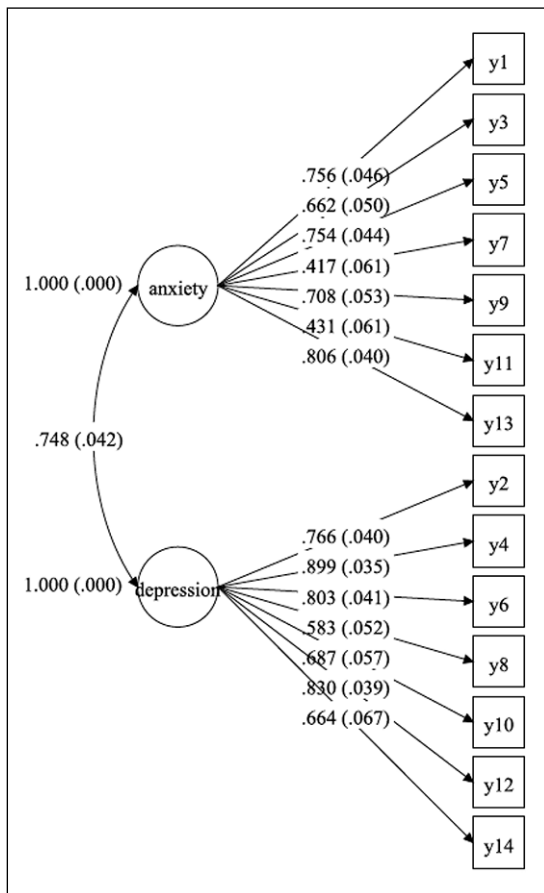 y1
y3
.756 (.046)
.662 (.050)
y5
.754 (.044)
y7
.417 (.061)
1.000 (.000)
anxiety
.708 (.053)
y9
.431 (.061)
.806 (.040)
y11
y13
.748 (.042)
y2
.766 (.040)
y4
.899 (.035)
1.000 (.000)
depression
.803 (.041)
y6
.583 (.052)
y8
.687 (.057)
.830 (.039)
y10
.664 (.067)
y12
y14